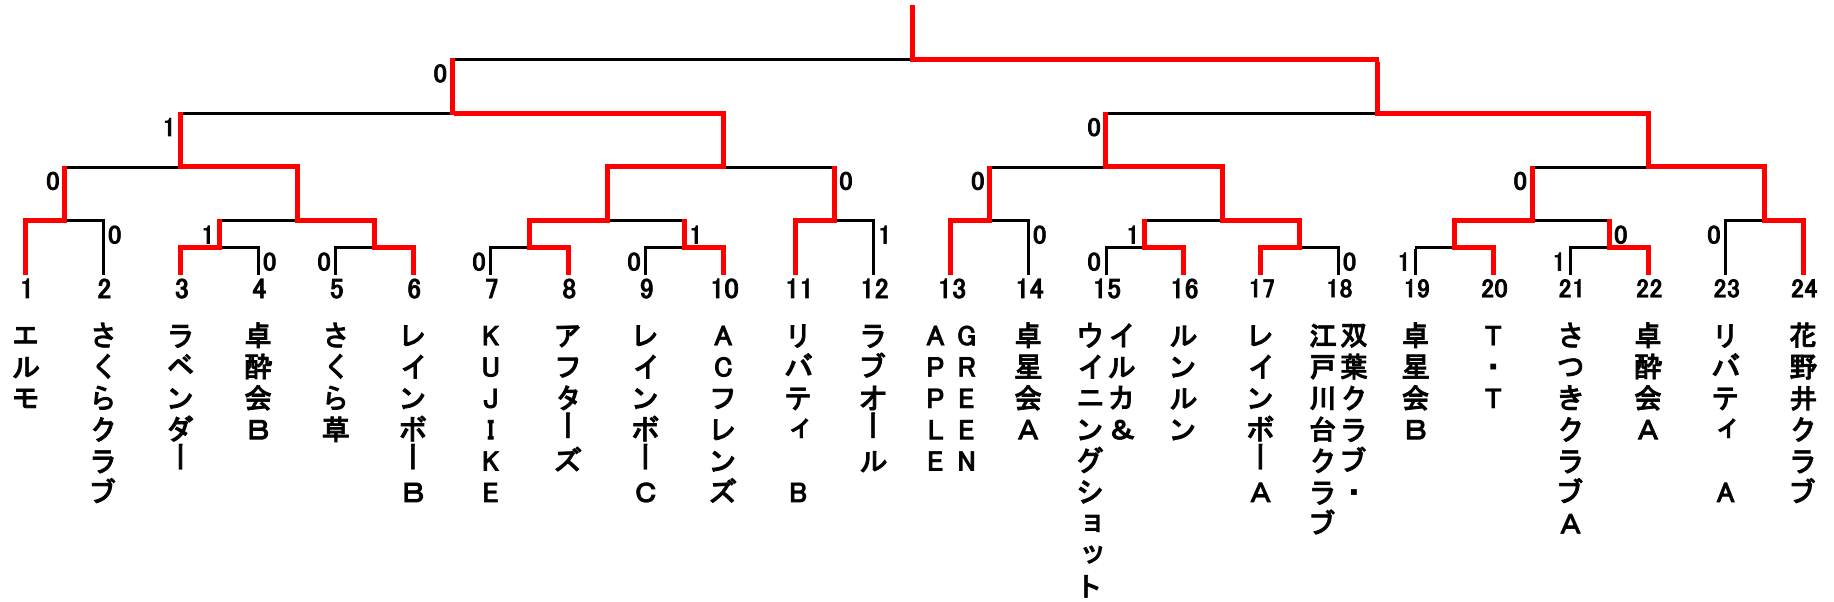 0
1
0
0
0
0
0
0
0
1
0
0
0
1
0
0
1
0
1
0
0
0
0
1
1
1
2
3
4
5
6
7
8
9
10
11
12
13
14
15
16
17
18
19
20
21
22
23
24
エルモ
さくらクラブ
ラベンダー
卓酔会B
さくら草
レインボーB
KUJIKE
アフターズ
レインボーC
ACフレンズ
リバティ B
ラブオール
GREEN
APPLE
卓星会A
イルカ&
ウイニングショット
ルンルン
レインボーA
双葉クラブ・
江戸川台クラブ
卓星会B
T・T
さつきクラブA
卓酔会A
リバティ A
花野井クラブ